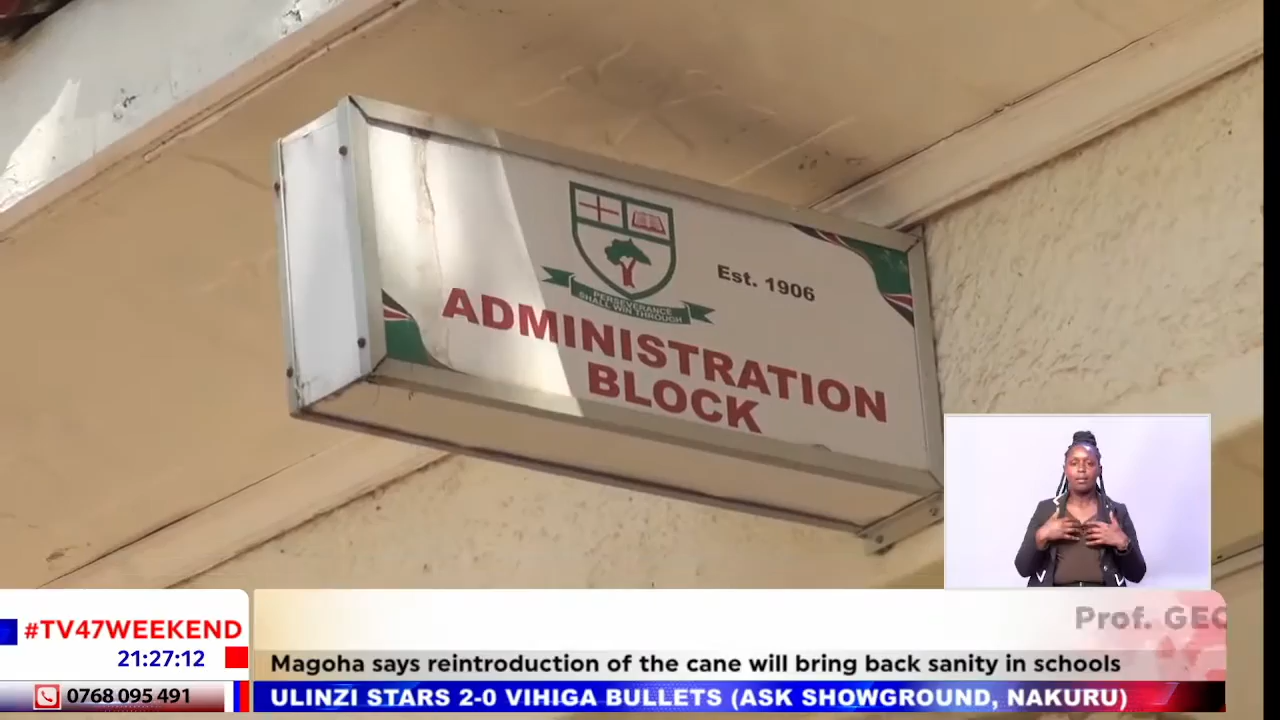 Est. 1906
PERSEVERANCE
SHALL WIN THROUGH
ADMINISTRATION
BLOCK
Prof. GEO
#TV47WEEKEND
21:27:12
Magoha says reintroduction of the cane will bring back sanity in schools
0768 095 491
ULINZI STARS 2-0 VIHIGA BULLETS (ASK SHOWGROUND, NAKURU)